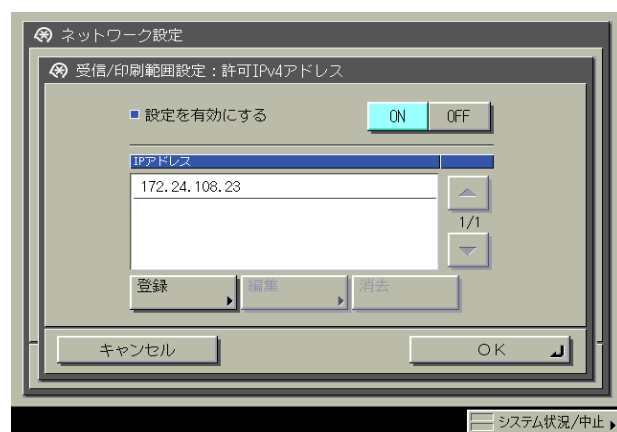 ネットワーク設定
受信/印刷範囲設定：許可IPv4アドレス
設定を有効にする
ON OFF
IPアドレス
172.24.108.23
1/1
登録 編集 消去
キャンセル OK
システム状況/中止